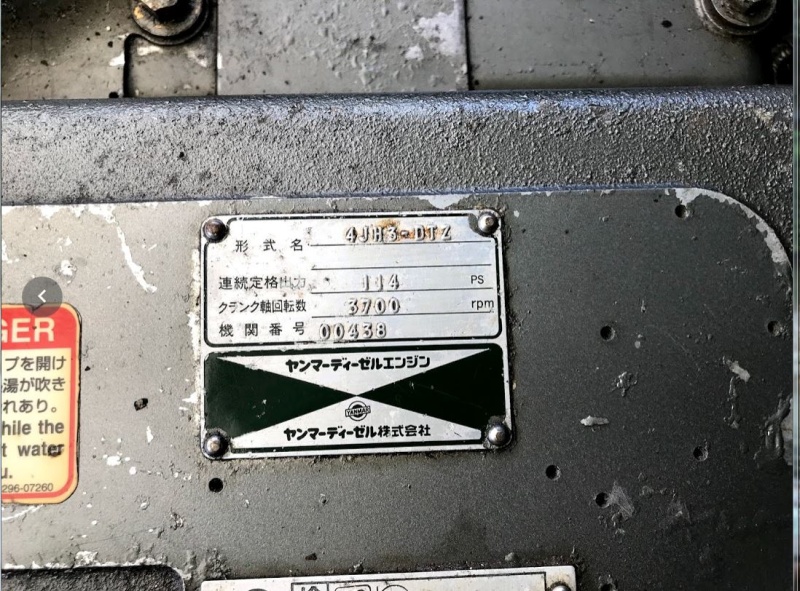 形式名 4JH3-DTZ
連続定格出力 114 PS
クランク軸回転数 3700 rpm
機関番号 00438
ヤンマーディーゼルエンジン
YANMAR
ヤンマーディーゼル株式会社
GER
プを開け
湯が吹き
れあり。
while the
t water
u.
296-07260